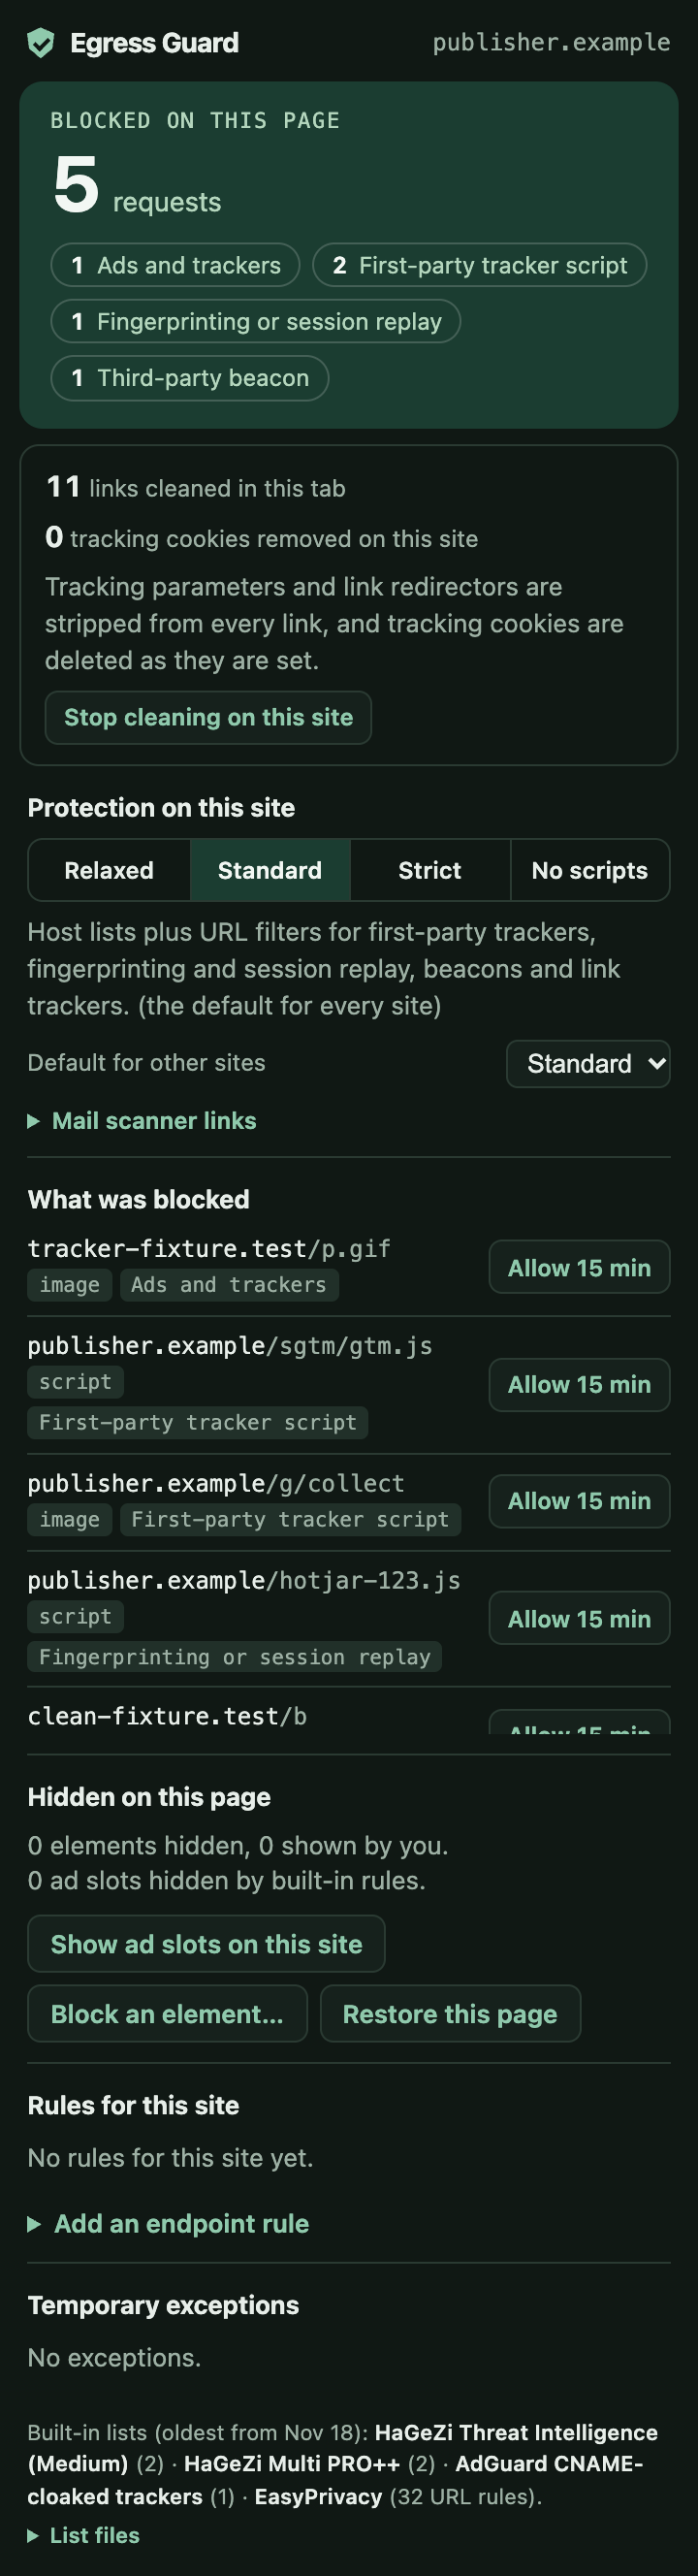 Egress Guard
publisher.example
BLOCKED ON THIS PAGE
5 requests
1 Ads and trackers
2 First-party tracker script
1 Fingerprinting or session replay
1 Third-party beacon
11 links cleaned in this tab
0 tracking cookies removed on this site
Tracking parameters and link redirectors are
stripped from every link, and tracking cookies are
deleted as they are set.
Stop cleaning on this site
Protection on this site
Relaxed
Standard
Strict
No scripts
Host lists plus URL filters for first-party trackers,
fingerprinting and session replay, beacons and link
trackers. (the default for every site)
Default for other sites
Standard
Mail scanner links
What was blocked
tracker-fixture.test/p.gif
image
Ads and trackers
Allow 15 min
publisher.example/sgtm/gtm.js
script
First-party tracker script
Allow 15 min
publisher.example/g/collect
image
First-party tracker script
Allow 15 min
publisher.example/hotjar-123.js
script
Fingerprinting or session replay
Allow 15 min
clean-fixture.test/b
Allow 15 min
Hidden on this page
0 elements hidden, 0 shown by you.
0 ad slots hidden by built-in rules.
Show ad slots on this site
Block an element...
Restore this page
Rules for this site
No rules for this site yet.
Add an endpoint rule
Temporary exceptions
No exceptions.
Built-in lists (oldest from Nov 18): HaGeZi Threat Intelligence
(Medium) (2) · HaGeZi Multi PRO++ (2) · AdGuard CNAME-
cloaked trackers (1) · EasyPrivacy (32 URL rules).
List files